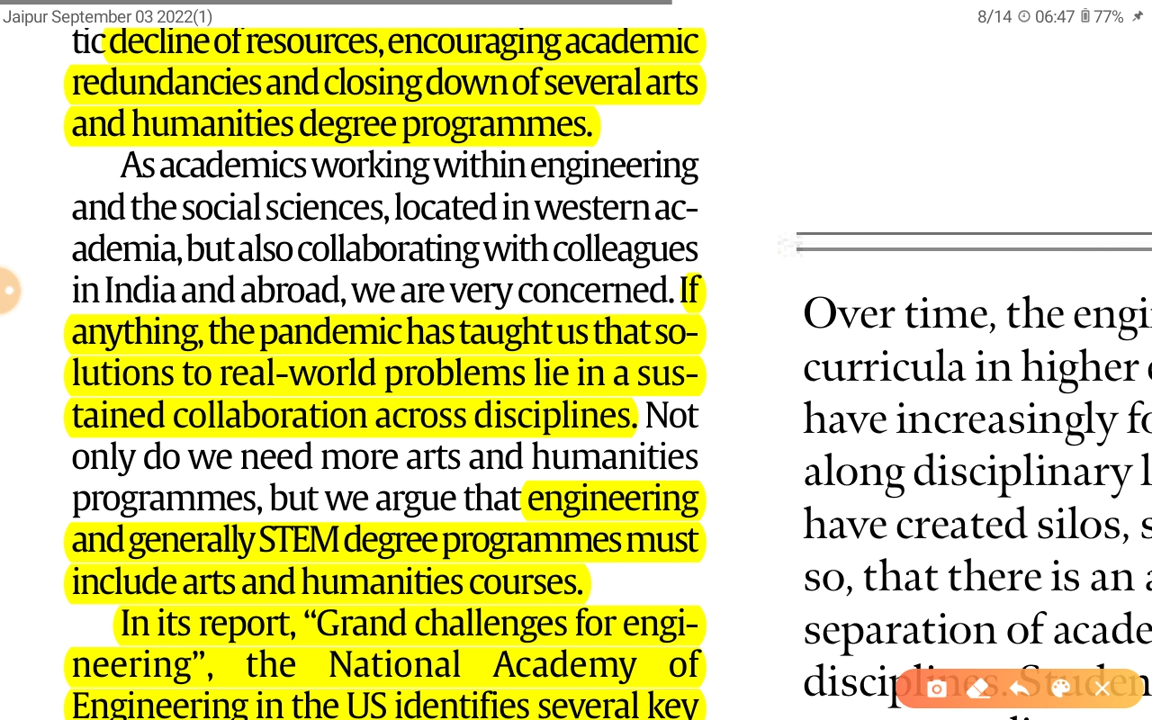 Jaipur September 03 2022(1)
8/14 06:47 77%
tic decline of resources, encouraging academic
redundancies and closing down of several arts
and humanities degree programmes.
As academics working within engineering
and the social sciences, located in western ac-
ademia, but also collaborating with colleagues
in India and abroad, we are very concerned. If
anything, the pandemic has taught us that so-
lutions to real-world problems lie in a sus-
tained collaboration across disciplines. Not
only do we need more arts and humanities
programmes, but we argue that engineering
and generally STEM degree programmes must
include arts and humanities courses.
In its report, “Grand challenges for engi-
neering”, the National Academy of
Engineering in the US identifies several key
Over time, the engi
curricula in higher
have increasingly fo
along disciplinary l
have created silos, s
so, that there is an a
separation of acade
disciplines. Studen